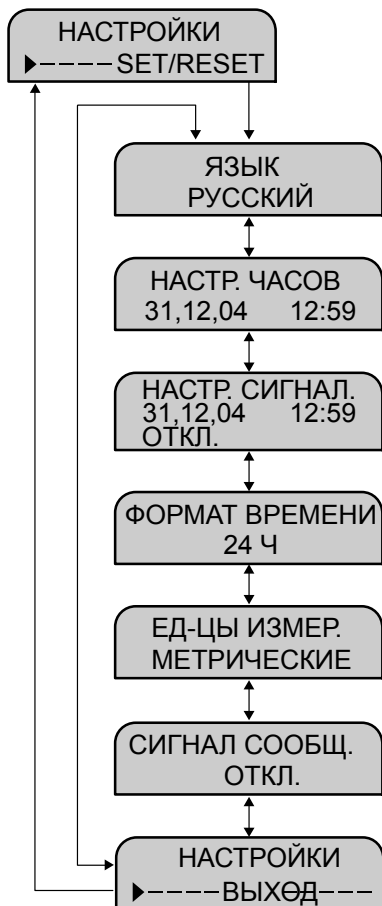 НАСТРОЙКИ
----SET/RESET
ЯЗЫК
РУССКИЙ
НАСТР. ЧАСОВ
31,12,04 12:59
НАСТР. СИГНАЛ.
31,12,04 12:59
ОТКЛ.
ФОРМАТ ВРЕМЕНИ
24 Ч
ЕД-ЦЫ ИЗМЕР.
МЕТРИЧЕСКИЕ
СИГНАЛ СООБЩ.
ОТКЛ.
НАСТРОЙКИ
----ВЫХОД---